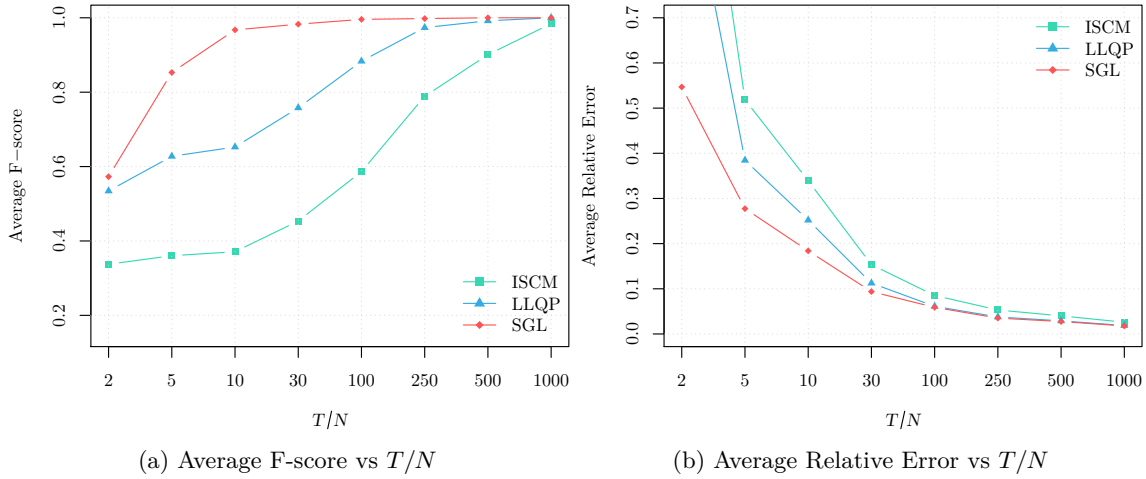 1.0
0.8
0.6
0.4
0.2
Average F−score
ISCM
LLQP
SGL
2 5 10 30 100 250 500 1000
T/N
(a) Average F-score vs T/N
0.7
0.6
0.5
0.4
0.3
0.2
0.1
0.0
Average Relative Error
ISCM
LLQP
SGL
2 5 10 30 100 250 500 1000
T/N
(b) Average Relative Error vs T/N